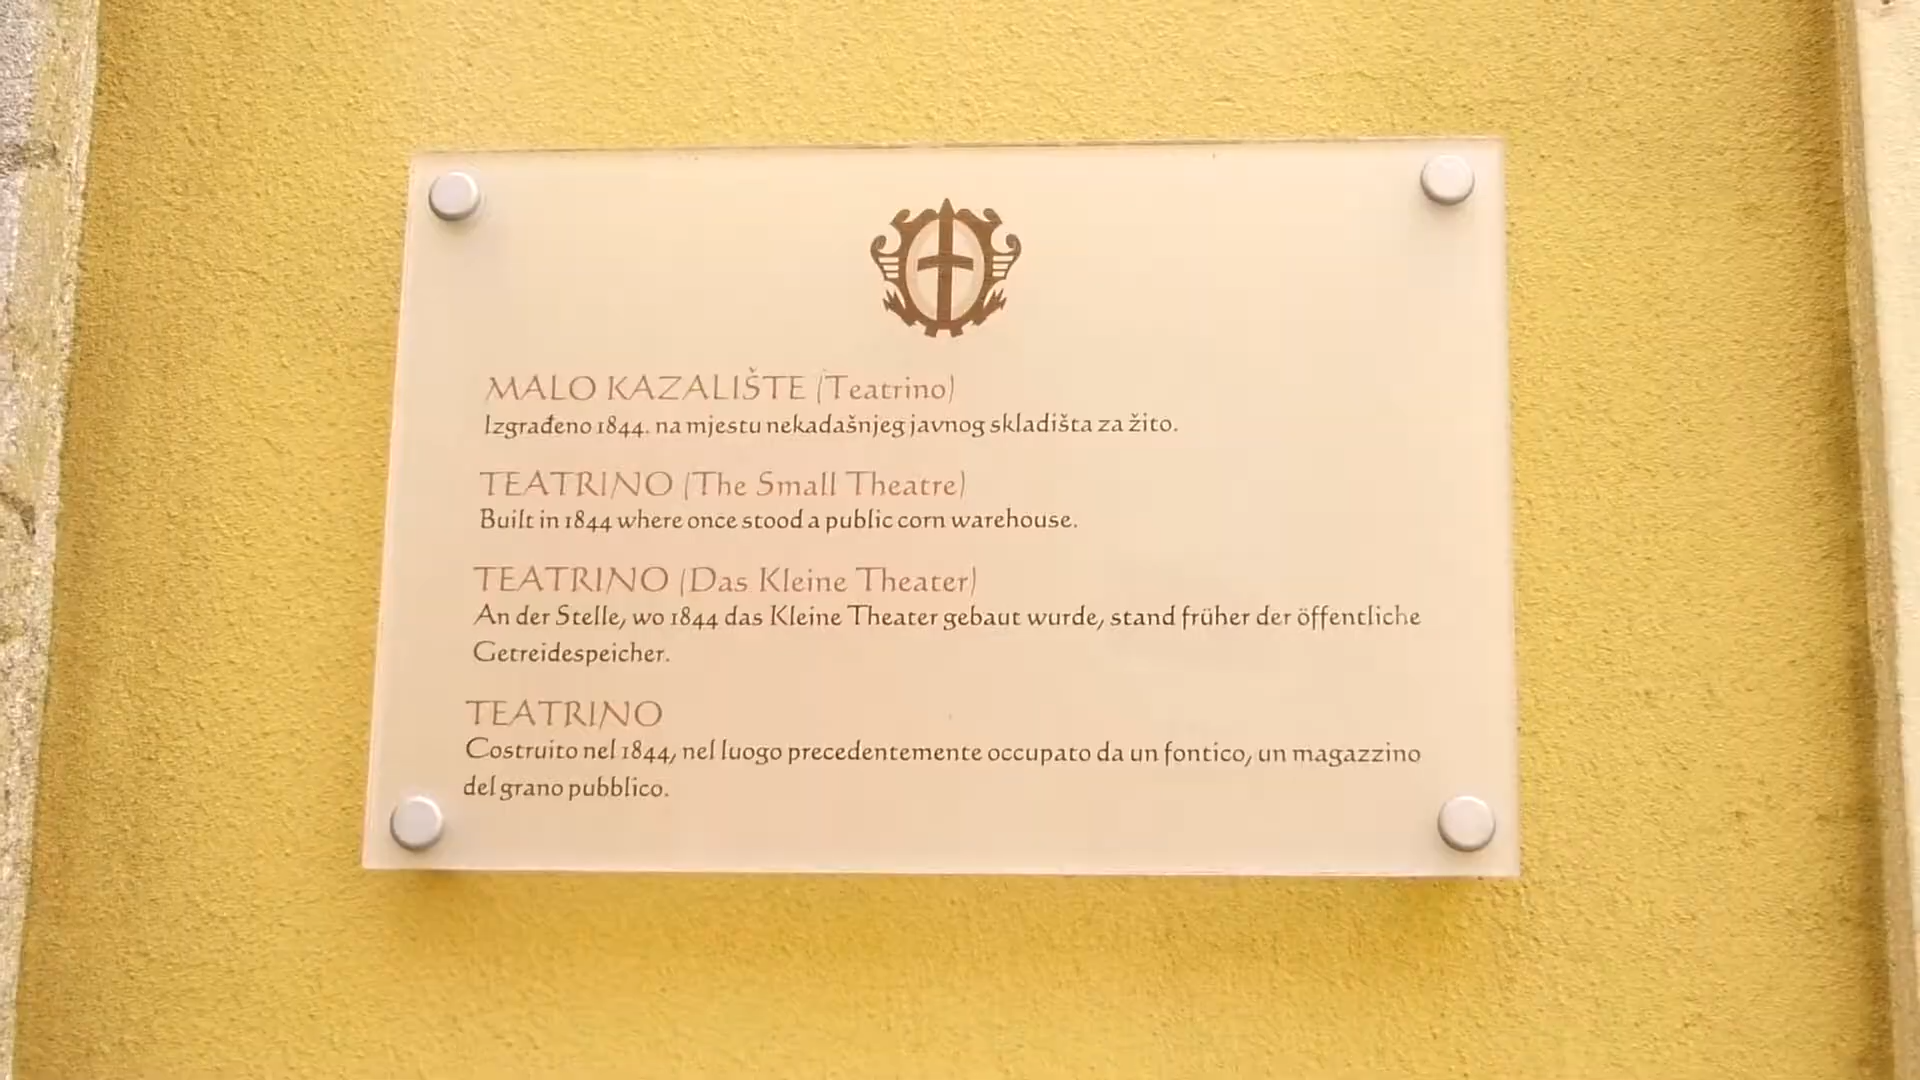 MALO KAZALIŠTE (Teatrino)
Izgrađeno 1844. na mjestu nekadašnjeg javnog skladišta za žito.
TEATRINO (The Small Theatre)
Built in 1844 where once stood a public corn warehouse.
TEATRINO (Das Kleine Theater)
An der Stelle, wo 1844 das Kleine Theater gebaut wurde, stand früher der öffentliche
Getreidespeicher.
TEATRINO
Costruito nel 1844, nel luogo precedentemente occupato da un fontico, un magazzino
del grano pubblico.